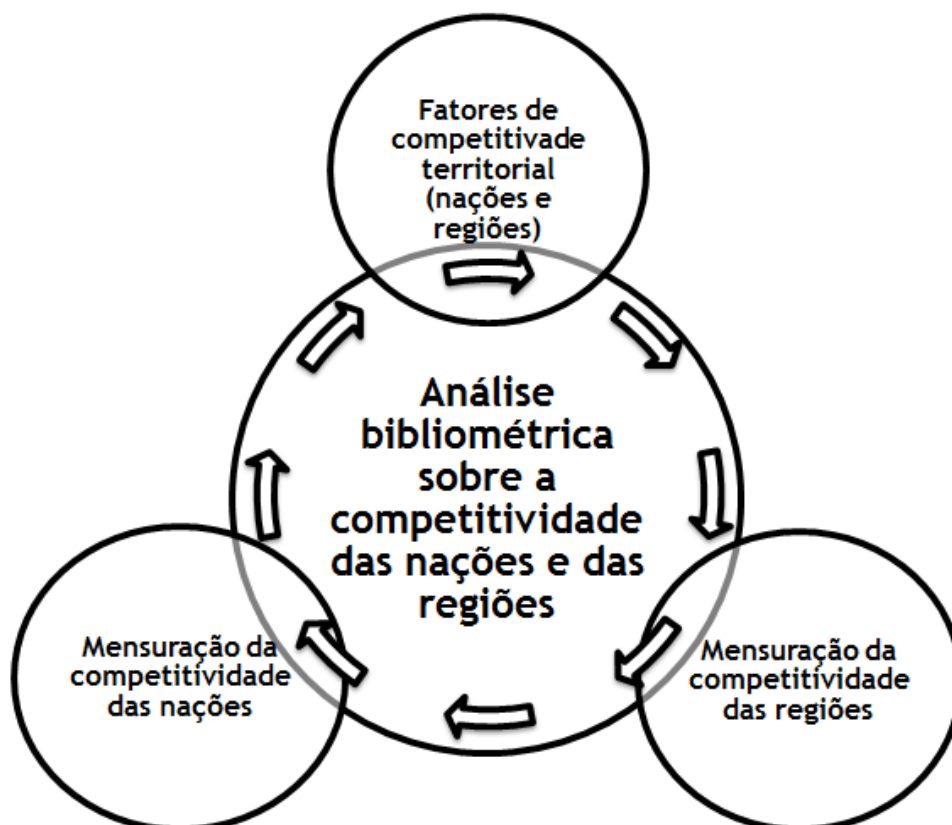 Fatores de
competitivade
territorial
(nações e
regiões)
Análise
bibliométrica
sobre a
competitividade
das nações e das
regiões
Mensuração da
competitividade
das nações
Mensuração da
competitividade
das regiões